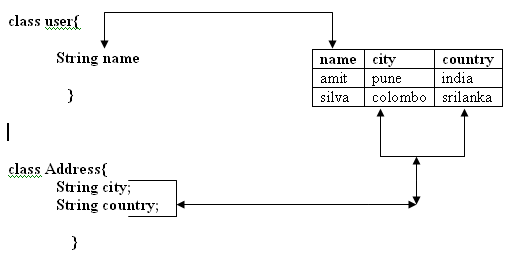 class user{
String name
}
name city country
amit pune india
silva colombo srilanka
class Address{
String city;
String country;
}